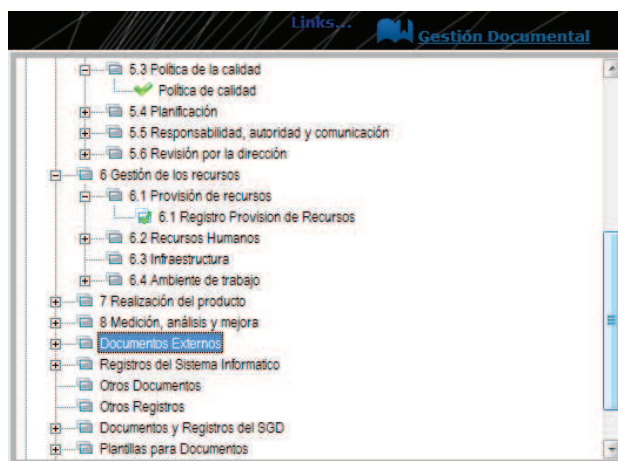 Links...
Gestión Documental
5.3 Política de la calidad
Política de calidad
5.4 Planificación
5.5 Responsabilidad, autoridad y comunicación
5.6 Revisión por la dirección
6 Gestión de los recursos
6.1 Provisión de recursos
6.1 Registro Provision de Recursos
6.2 Recursos Humanos
6.3 Infraestructura
6.4 Ambiente de trabajo
7 Realización del producto
8 Medición, análisis y mejora
Documentos Externos
Registros del Sistema Informatico
Otros Documentos
Otros Registros
Documentos y Registros del SGD
Plantillas para Documentos